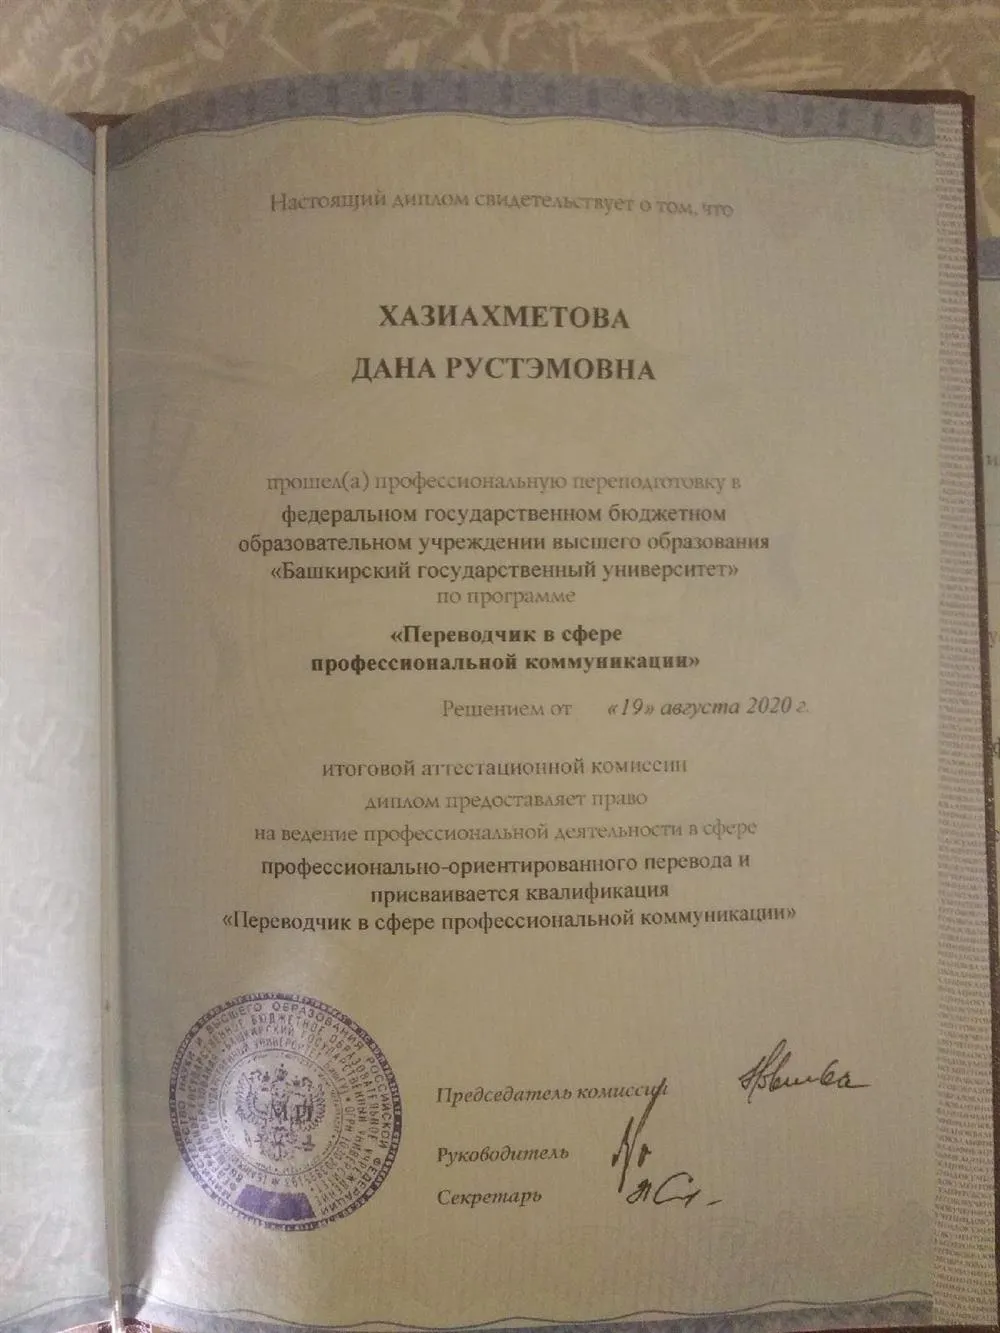 Настоящий диплом свидетельствует о том, что
ХАЗИАХМЕТОВА
ДАНА РУСТЭМОВНА
прошел(а) профессиональную переподготовку в
федеральном государственном бюджетном
образовательном учреждении высшего образования
«Башкирский государственный университет»
по программе
«Переводчик в сфере
профессиональной коммуникации»
Решением от «19» августа 2020 г.
итоговой аттестационной комиссии
диплом предоставляет право
на ведение профессиональной деятельности в сфере
профессионально-ориентированного перевода и
присваивается квалификация
«Переводчик в сфере профессиональной коммуникации»
Председатель комиссии
Руководитель
Секретарь
М.П.